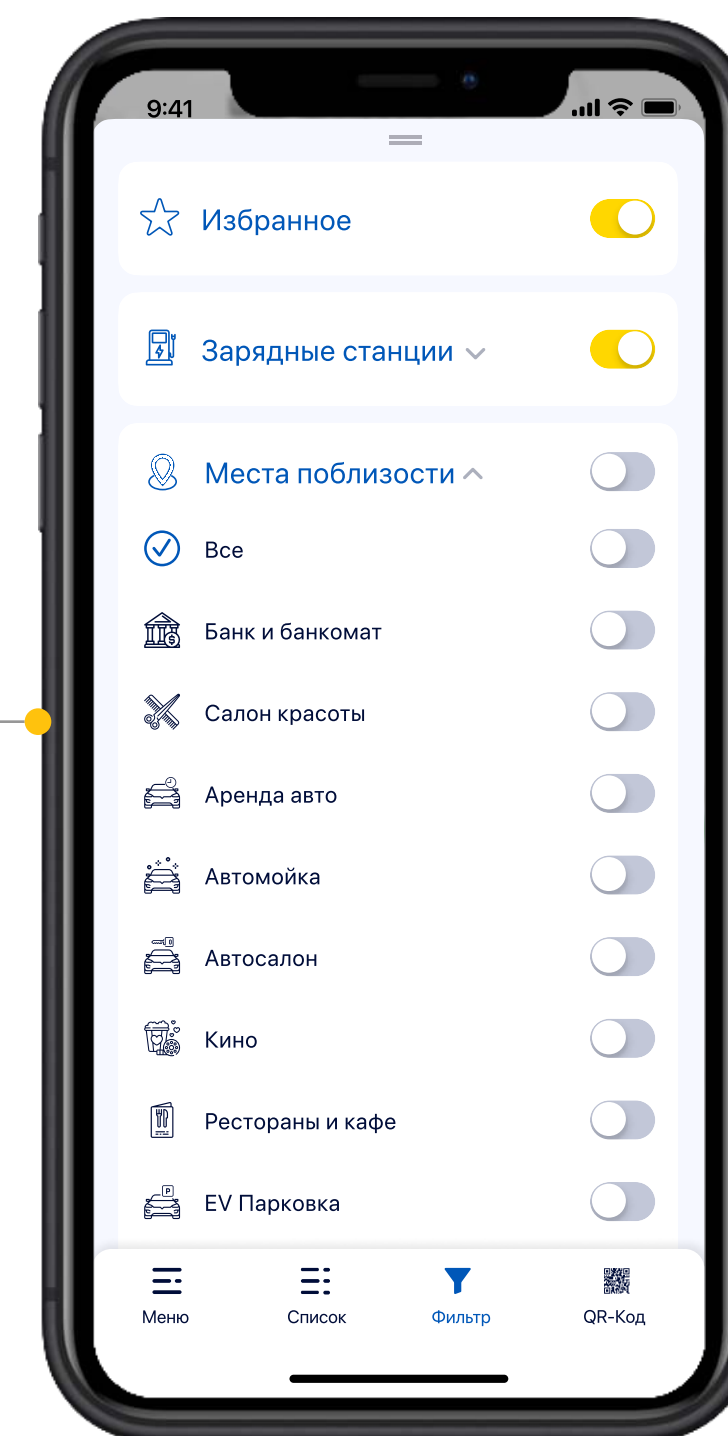 9:41
Избранное
Зарядные станции
Места поблизости
Все
Банк и банкомат
Салон красоты
Аренда авто
Автомойка
Автосалон
Кино
Рестораны и кафе
EV Парковка
Меню
Список
Фильтр
QR-Код